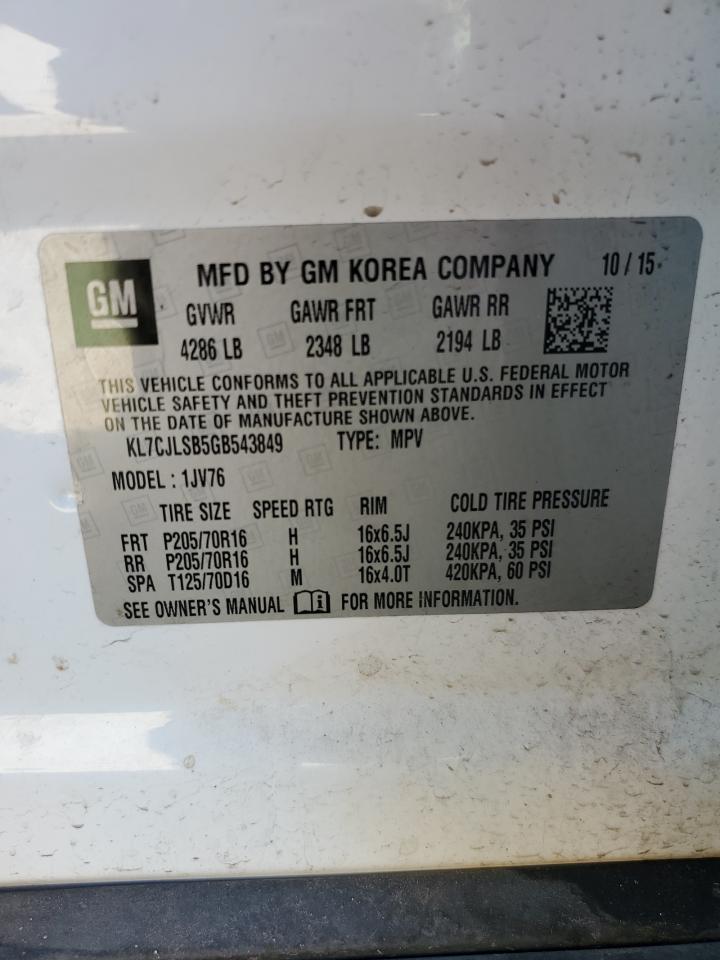 GM
MFD BY GM KOREA COMPANY 10 / 15
GVWR GAWR FRT GAWR RR
4286 LB 2348 LB 2194 LB
THIS VEHICLE CONFORMS TO ALL APPLICABLE U.S. FEDERAL MOTOR
VEHICLE SAFETY AND THEFT PREVENTION STANDARDS IN EFFECT
ON THE DATE OF MANUFACTURE SHOWN ABOVE.
KL7CJLSB5GB543849 TYPE: MPV
MODEL : 1JV76
TIRE SIZE SPEED RTG RIM COLD TIRE PRESSURE
FRT P205/70R16 H 16x6.5J 240KPA, 35 PSI
RR P205/70R16 H 16x6.5J 240KPA, 35 PSI
SPA T125/70D16 M 16x4.0T 420KPA, 60 PSI
SEE OWNER'S MANUAL FOR MORE INFORMATION.